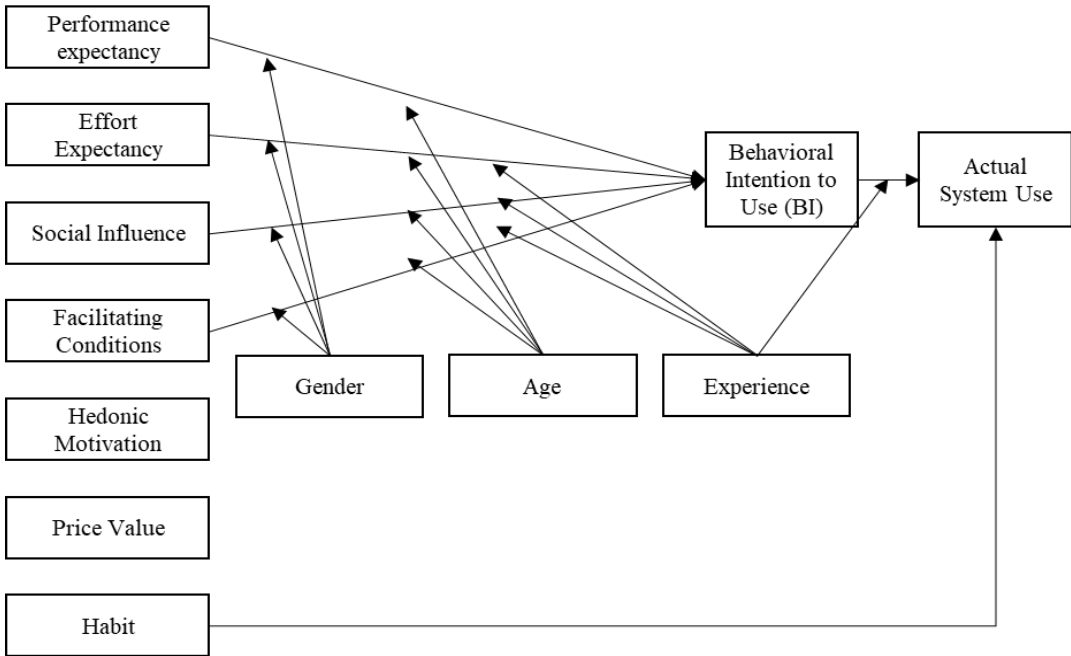 Performance
expectancy
Effort
Expectancy
Social Influence
Facilitating
Conditions
Hedonic
Motivation
Price Value
Habit
Gender
Age
Experience
Behavioral
Intention to
Use (BI)
Actual
System Use